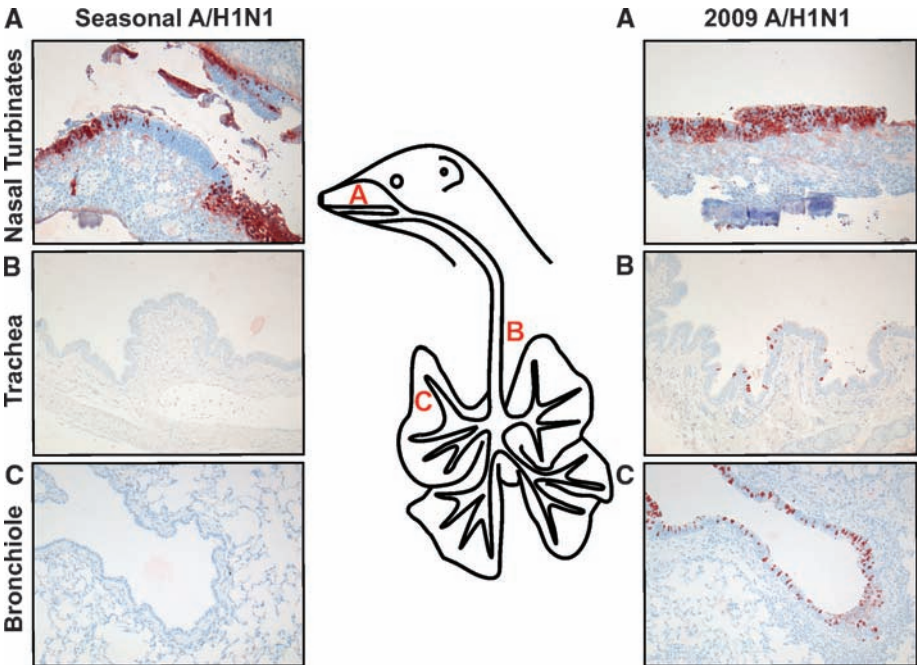 A Seasonal A/H1N1
Nasal Turbinates
B
Trachea
C
Bronchiole
A
B
C
A 2009 A/H1N1
B
C